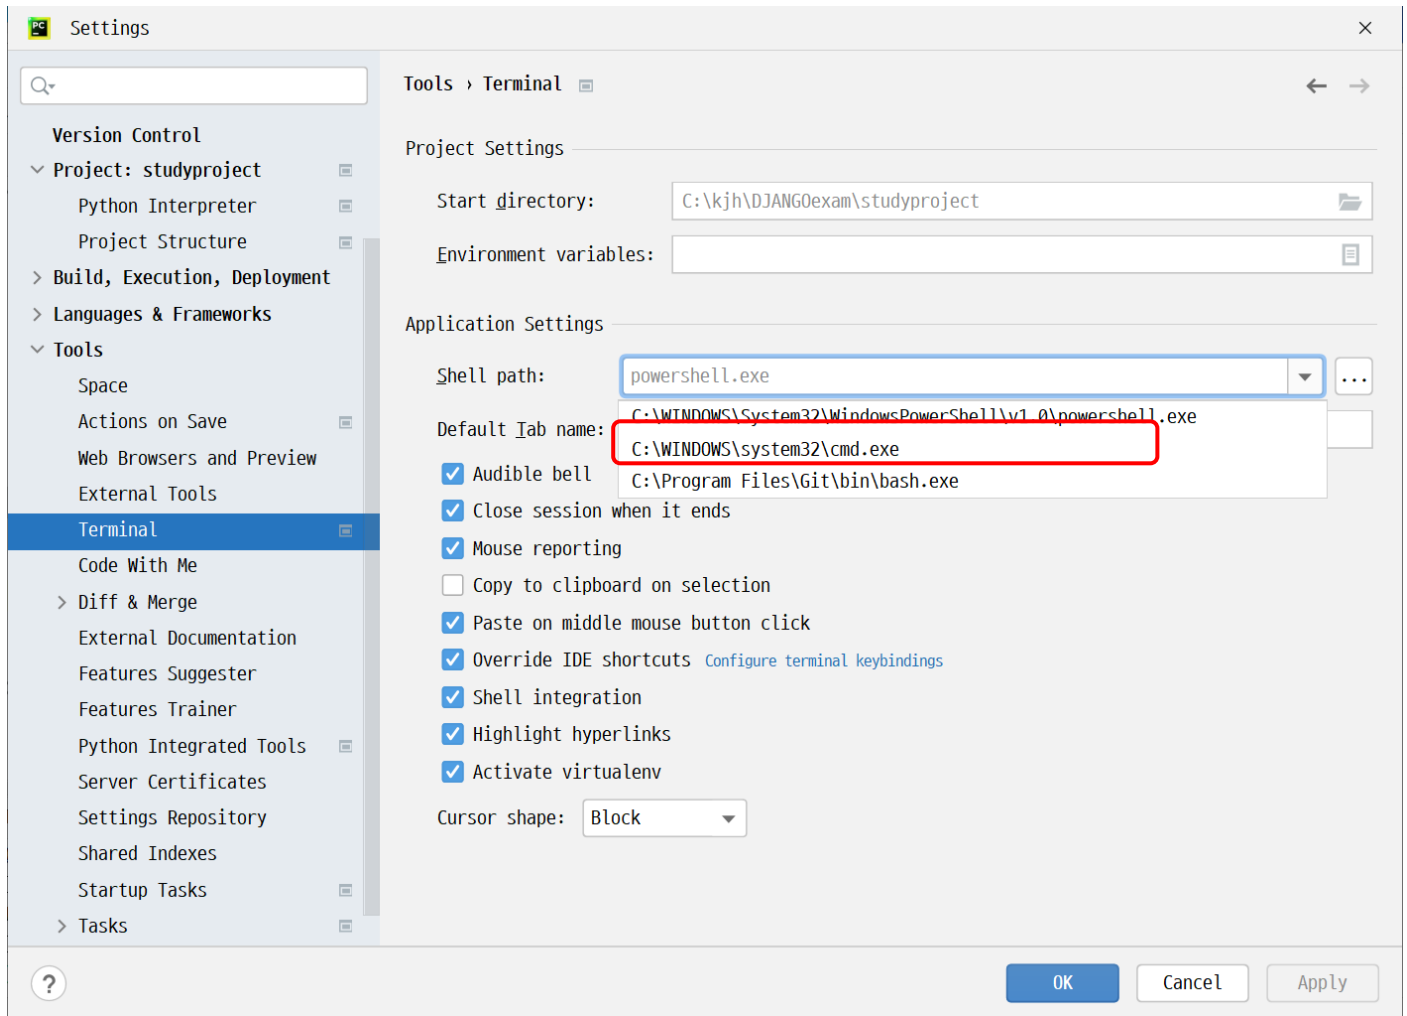 Settings
Version Control
Project: studyproject
Python Interpreter
Project Structure
Build, Execution, Deployment
Languages & Frameworks
Tools
Space
Actions on Save
Web Browsers and Preview
External Tools
Terminal
Code With Me
Diff & Merge
External Documentation
Features Suggester
Features Trainer
Python Integrated Tools
Server Certificates
Settings Repository
Shared Indexes
Startup Tasks
Tasks
Tools › Terminal
Project Settings
Start directory: C:\kjh\DJANGOexam\studyproject
Environment variables:
Application Settings
Shell path: powershell.exe ...
C:\WINDOWS\System32\WindowsPowerShell\v1.0\powershell.exe
Default Tab name:
C:\WINDOWS\system32\cmd.exe
C:\Program Files\Git\bin\bash.exe
Audible bell
Close session when it ends
Mouse reporting
Copy to clipboard on selection
Paste on middle mouse button click
Override IDE shortcuts Configure terminal keybindings
Shell integration
Highlight hyperlinks
Activate virtualenv
Cursor shape: Block
? OK Cancel Apply